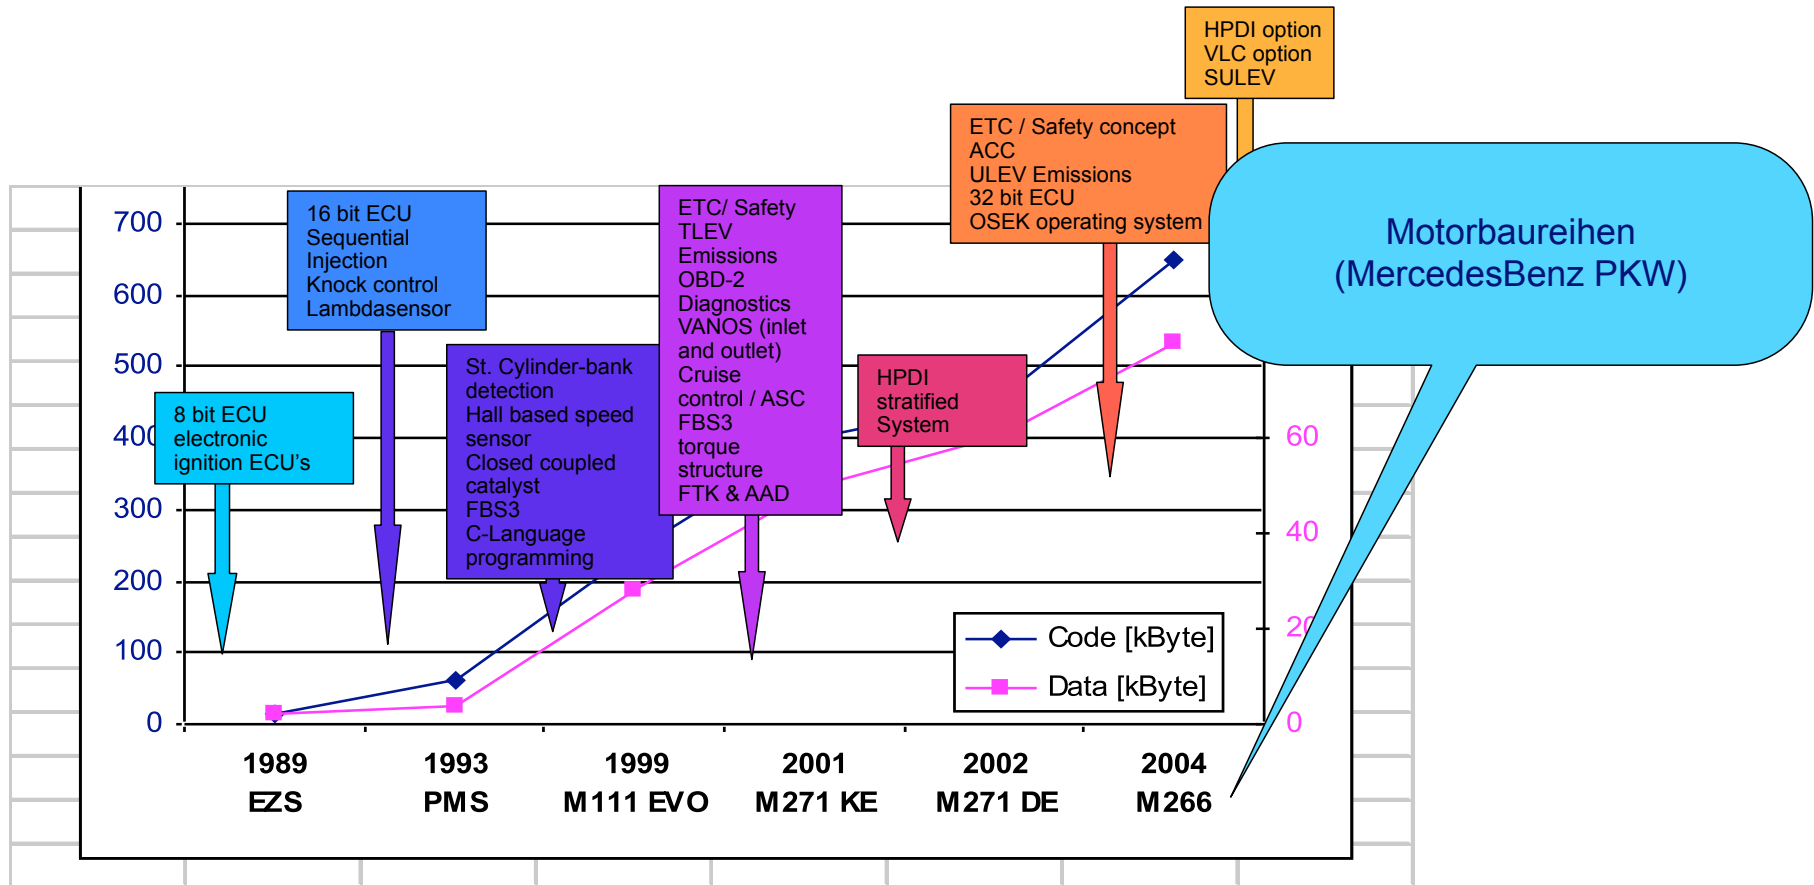 HPDI option
VLC option
SULEV
ETC / Safety concept
ACC
ULEV Emissions
32 bit ECU
OSEK operating system
Motorbaureihen
(MercedesBenz PKW)
16 bit ECU
Sequential
Injection
Knock control
Lambdasensor
ETC/ Safety
TLEV
Emissions
OBD-2
Diagnostics
VANOS (inlet
and outlet)
Cruise
control / ASC
FBS3
torque
structure
FTK & AAD
St. Cylinder-bank
detection
Hall based speed
sensor
Closed coupled
catalyst
FBS3
C-Language
programming
HPDI
stratified
System
8 bit ECU
electronic
ignition ECU's
700
600
500
400
300
200
100
0
60
40
20
0
Code [kByte]
Data [kByte]
1989 1993 1999 2001 2002 2004
EZS PMS M111 EVO M271 KE M271 DE M266